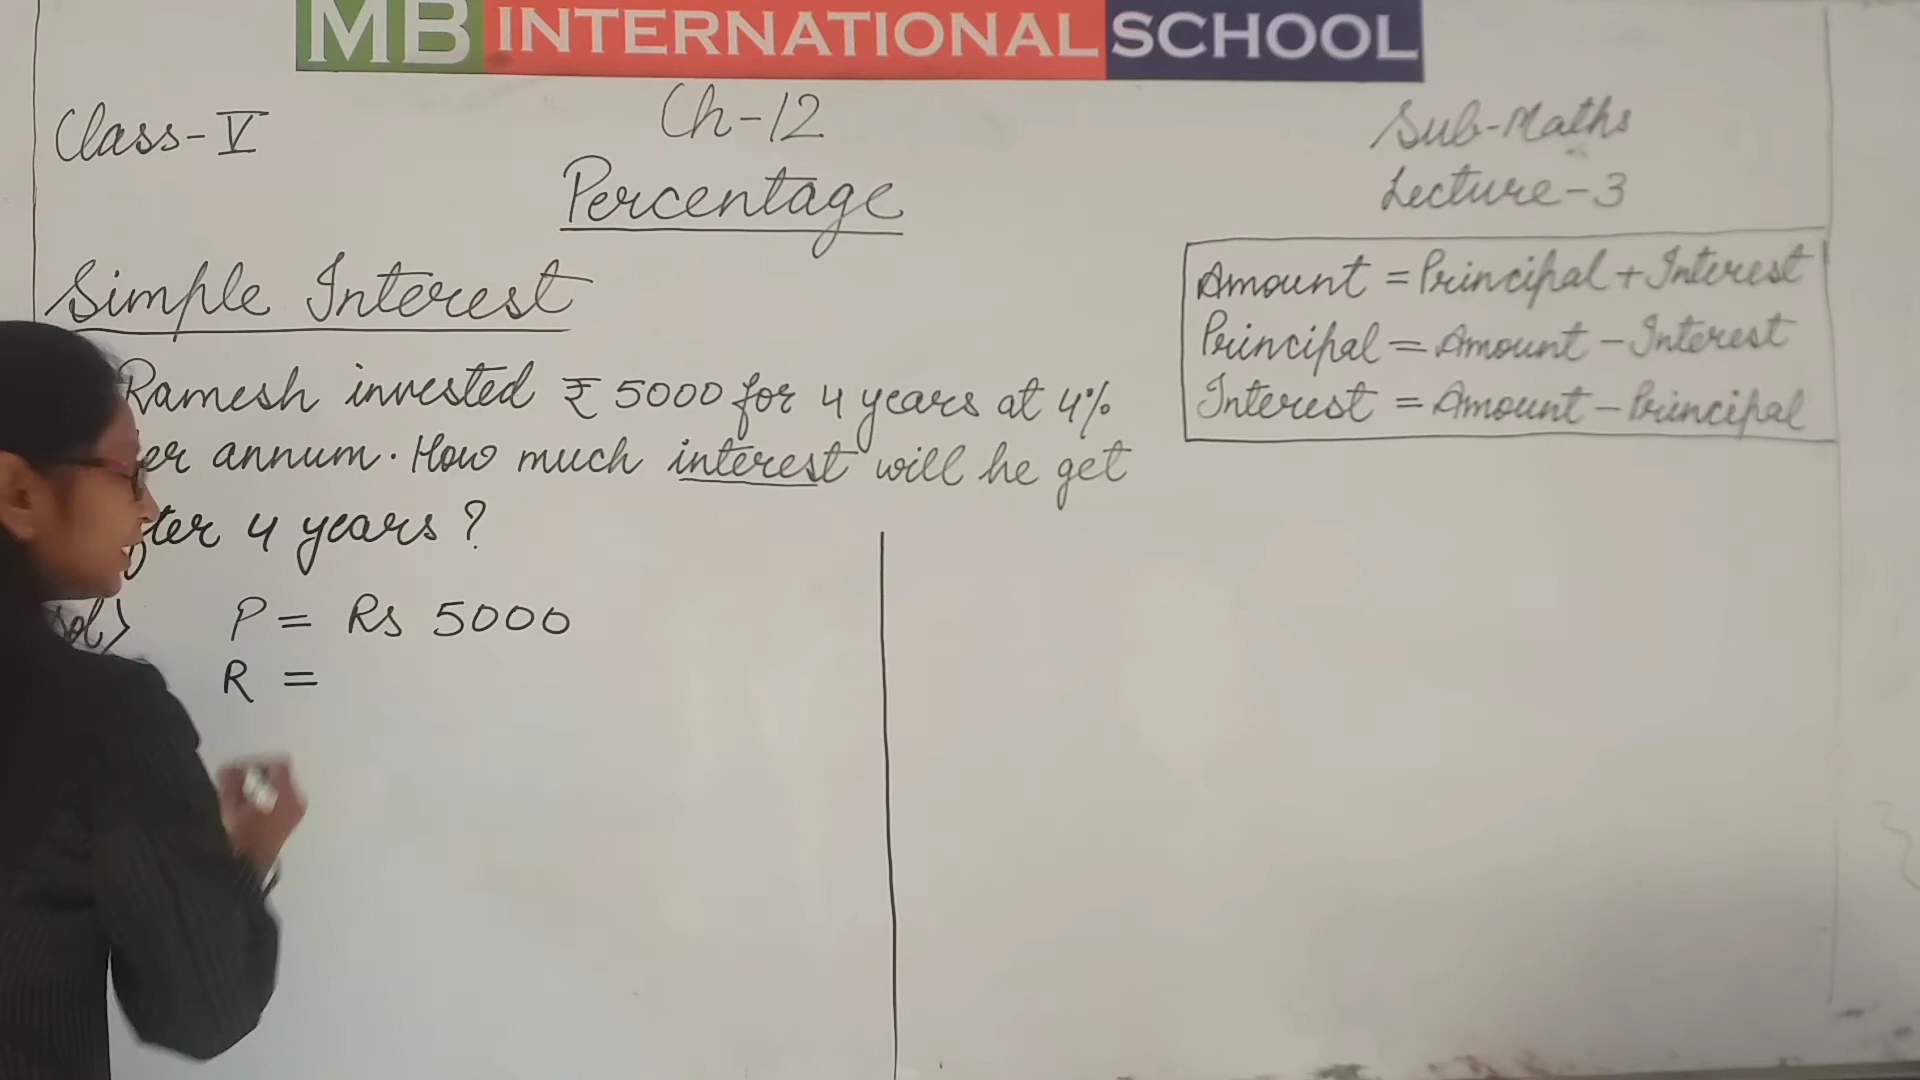 MB INTERNATIONAL SCHOOL
Class-V
Ch-12
Percentage
Sub-Maths
Lecture-3
Simple Interest
Amount = Principal + Interest
Principal = Amount - Interest
Interest = Amount - Principal
Ramesh invested ₹ 5000 for 4 years at 4%
er annum. How much interest will he get
ter 4 years?
P = Rs 5000
R =